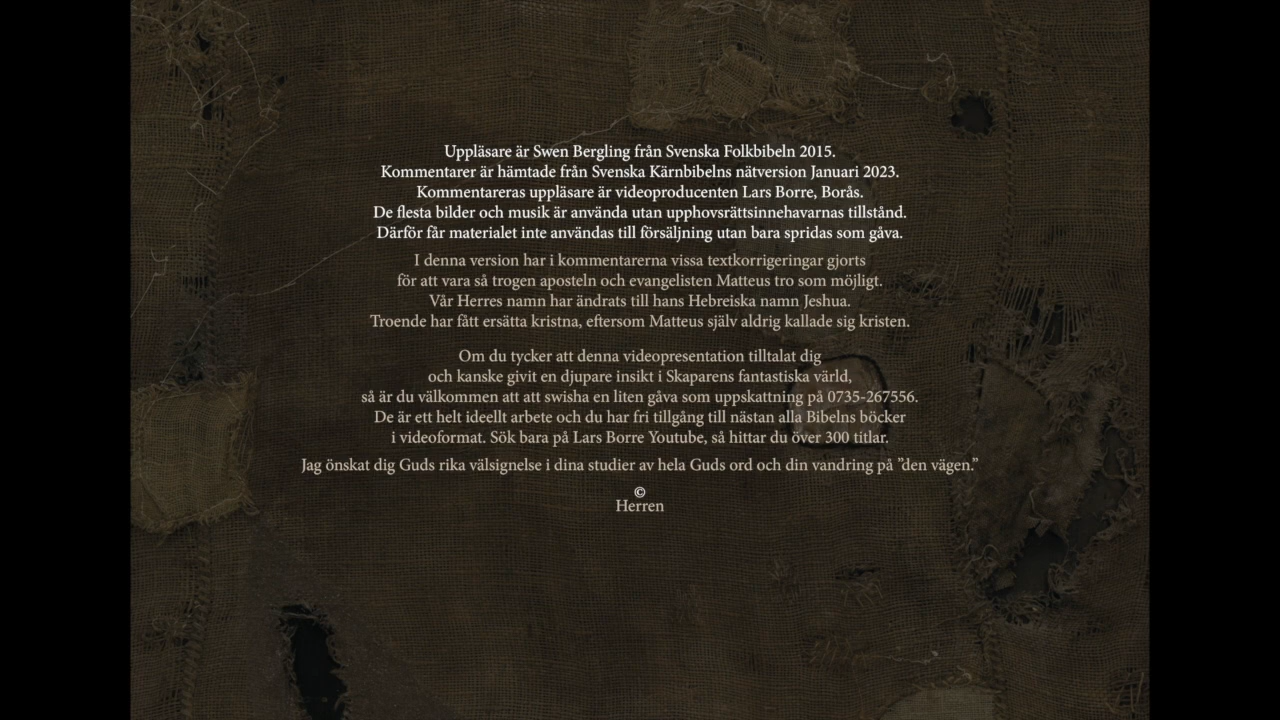 Uppläsare är Swen Bergling från Svenska Folkbibeln 2015.
Kommentarer är hämtade från Svenska Kärnbibelns nätversion Januari 2023.
Kommentareras uppläsare är videoproducenten Lars Borre, Borås.
De flesta bilder och musik är använda utan upphovsrättsinnehavarnas tillstånd.
Därför får materialet inte användas till försäljning utan bara spridas som gåva.
I denna version har i kommentarerna vissa textkorrigeringar gjorts
för att vara så trogen aposteln och evangelisten Matteus tro som möjligt.
Vår Herres namn har ändrats till hans Hebreiska namn Jeshua.
Troende har fått ersätta kristna, eftersom Matteus själv aldrig kallade sig kristen.
Om du tycker att denna videopresentation tilltalat dig
och kanske givit en djupare insikt i Skaparens fantastiska värld,
så är du välkommen att att swisha en liten gåva som uppskattning på 0735-267556.
De är ett helt ideellt arbete och du har fri tillgång till nästan alla Bibelns böcker
i videoformat. Sök bara på Lars Borre Youtube, så hittar du över 300 titlar.
Jag önskat dig Guds rika välsignelse i dina studier av hela Guds ord och din vandring på ”den vägen.”
©
Herren